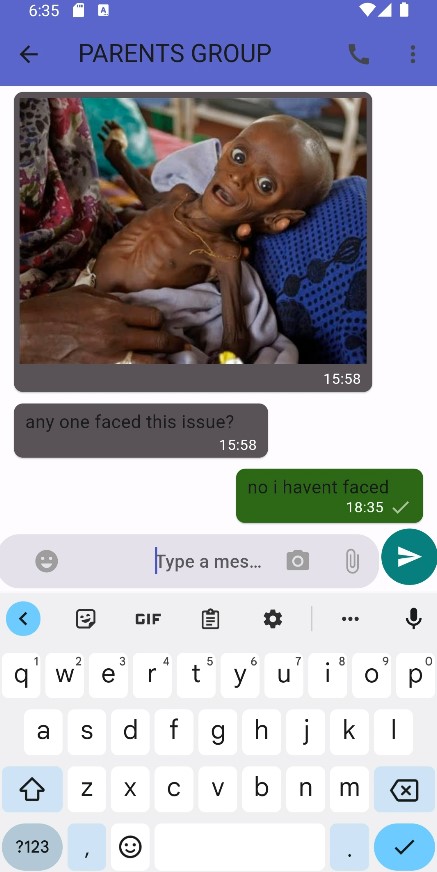 6:35
PARENTS GROUP
15:58
any one faced this issue?
15:58
no i havent faced
18:35
Type a mes...
GIF
q1 w2 e3 r4 t5 y6 u7 i8 o9 p0
a s d f g h j k l
z x c v b n m
?123 , .